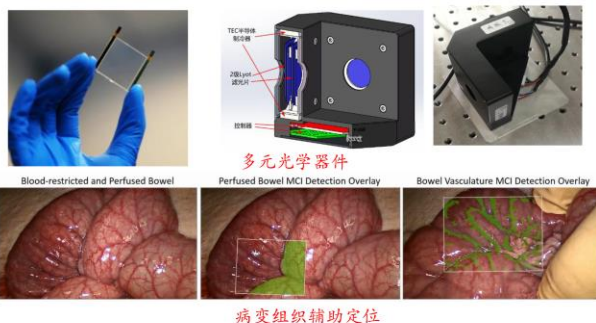 TEC半导体
制冷器
2级Lyot
滤光片
控制器
多元光学器件
Blood-restricted and Perfused Bowel
Perfused Bowel MCI Detection Overlay
Bowel Vasculature MCI Detection Overlay
病变组织辅助定位